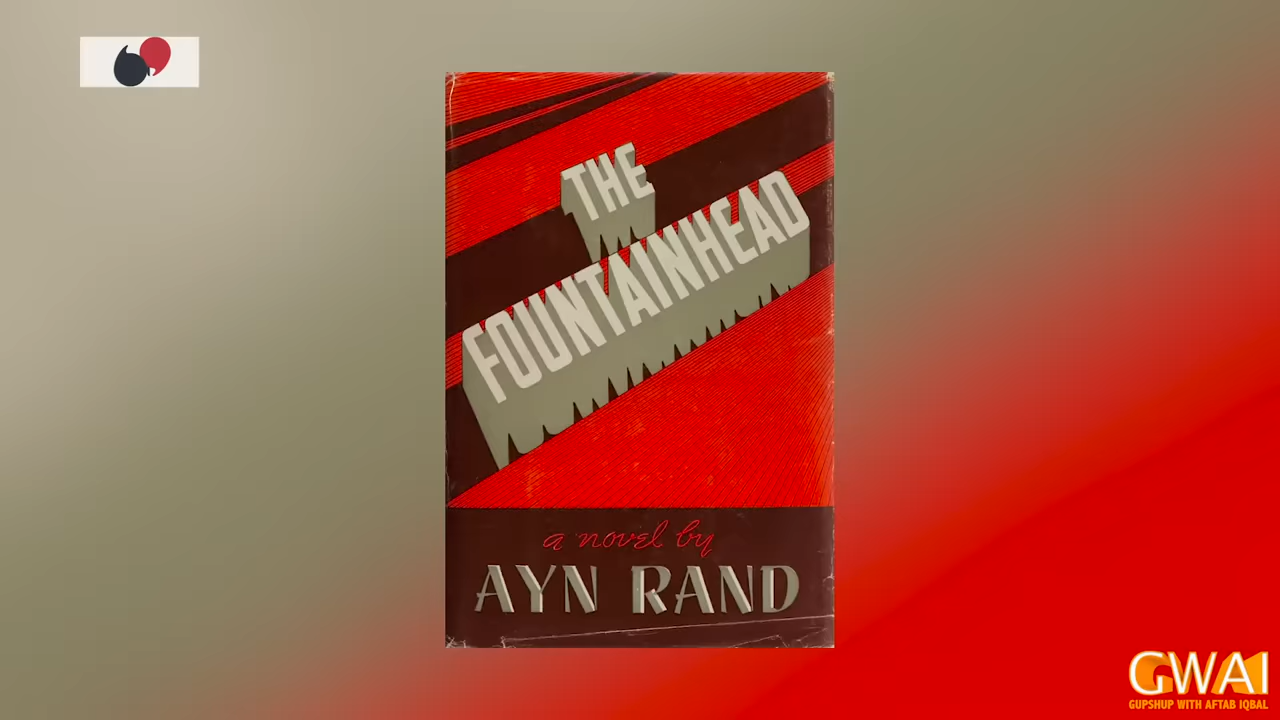 THE
FOUNTAINHEAD
a novel by
AYN RAND
GWAI
GUPSHUP WITH AFTAB IQBAL